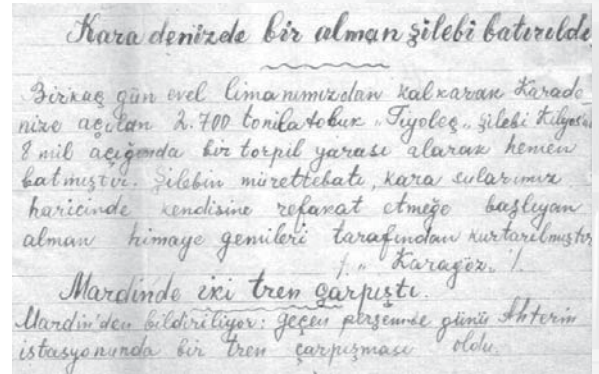 Kara denizde bir alman şilebi batırıldı
Birkaç gün evel limanımızdan kalkarak Karade
nize açılan 2.700 tonilatoluk „Tiyoleç„ şilebi Kilyos'un
8 mil açığında bir torpil yarası alarak hemen
batmıştır. Şilebin mürettebatı, kara sularımız
haricinde kendisine refakat etmeğe başlıyan
alman himaye gemileri tarafından kurtarılmıştır
/. „ Karagöz. „ /.
Mardinde iki tren çarpıştı.
Mardin'den bildiriliyor: geçen perşembe günü Ahterin
istasyonunda bir tren çarpışması oldu.